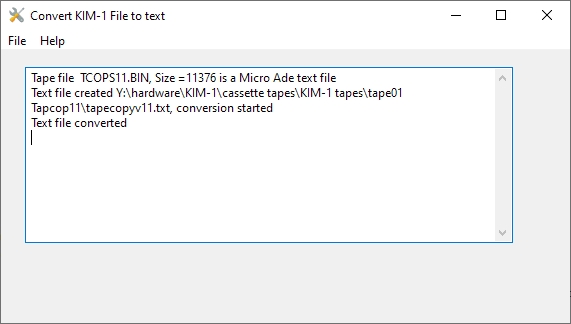 Convert KIM-1 File to text
File Help
Tape file  TCOPS11.BIN, Size =11376 is a Micro Ade text file
Text file created Y:\hardware\KIM-1\cassette tapes\KIM-1 tapes\tape01
Tapcop11\tapecopyv11.txt, conversion started
Text file converted